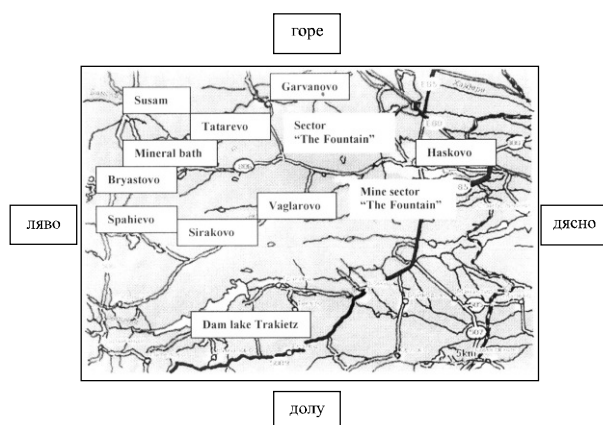 горе
Garvanovo
Susam
Tatarevo
Sector
“The Fountain”
Mineral bath
Haskovo
Bryastovo
Mine sector
“The Fountain”
Vaglarovo
ляво
Spahievo
Sirakovo
дясно
Dam lake Trakietz
5km
долу